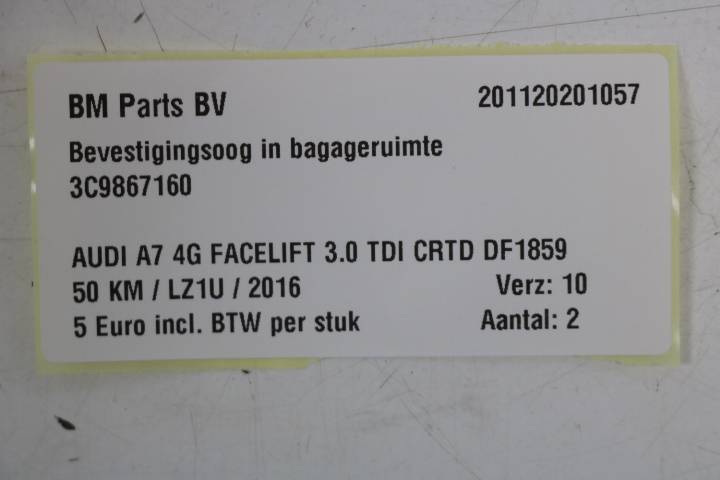 BM Parts BV 201120201057
Bevestigingsoog in bagageruimte
3C9867160
AUDI A7 4G FACELIFT 3.0 TDI CRTD DF1859
50 KM / LZ1U / 2016 Verz: 10
5 Euro incl. BTW per stuk Aantal: 2